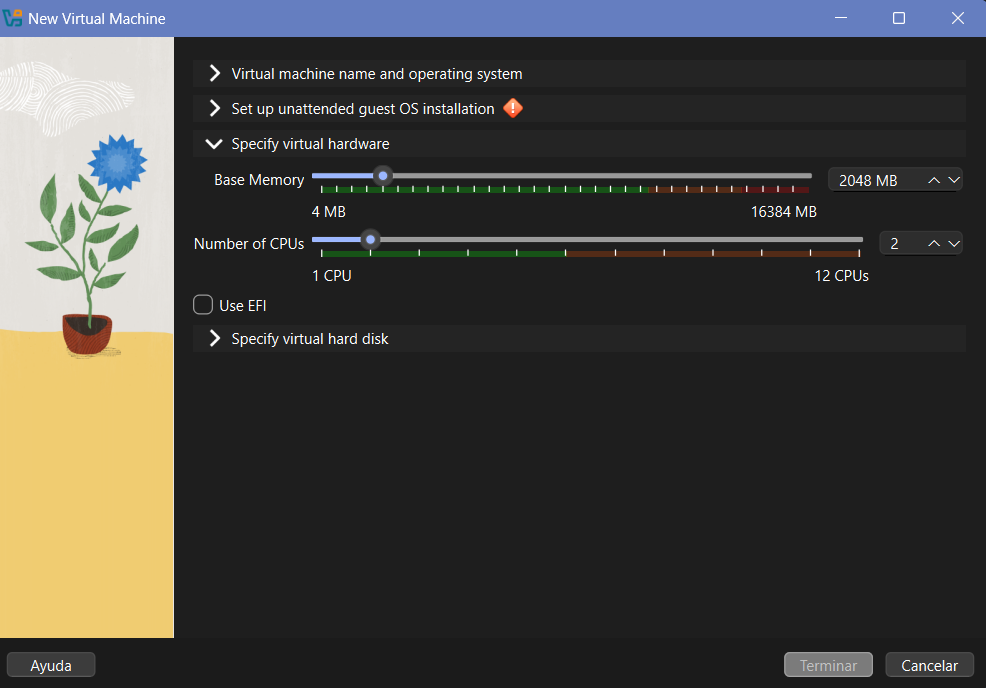 New Virtual Machine
Virtual machine name and operating system
Set up unattended guest OS installation
Specify virtual hardware
Base Memory 2048 MB
4 MB 16384 MB
Number of CPUs 2
1 CPU 12 CPUs
Use EFI
Specify virtual hard disk
Ayuda Terminar Cancelar